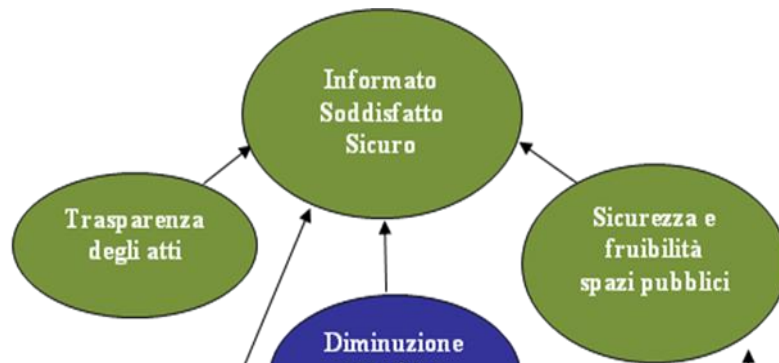 Informato
Soddisfatto
Sicuro
Trasparenza
degli atti
Sicurezza e
fruibilità
spazi pubblici
Diminuzione